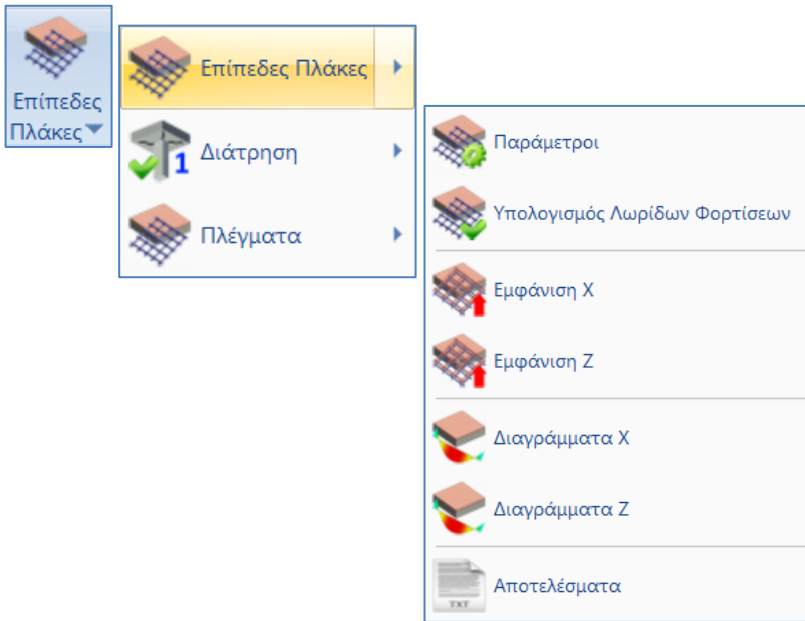 Επίπεδες
Πλάκες
Επίπεδες Πλάκες
1 Διάτρηση
Πλέγματα
Παράμετροι
Υπολογισμός Λωρίδων Φορτίσεων
Εμφάνιση Χ
Εμφάνιση Ζ
Διαγράμματα Χ
Διαγράμματα Ζ
TXT
Αποτελέσματα